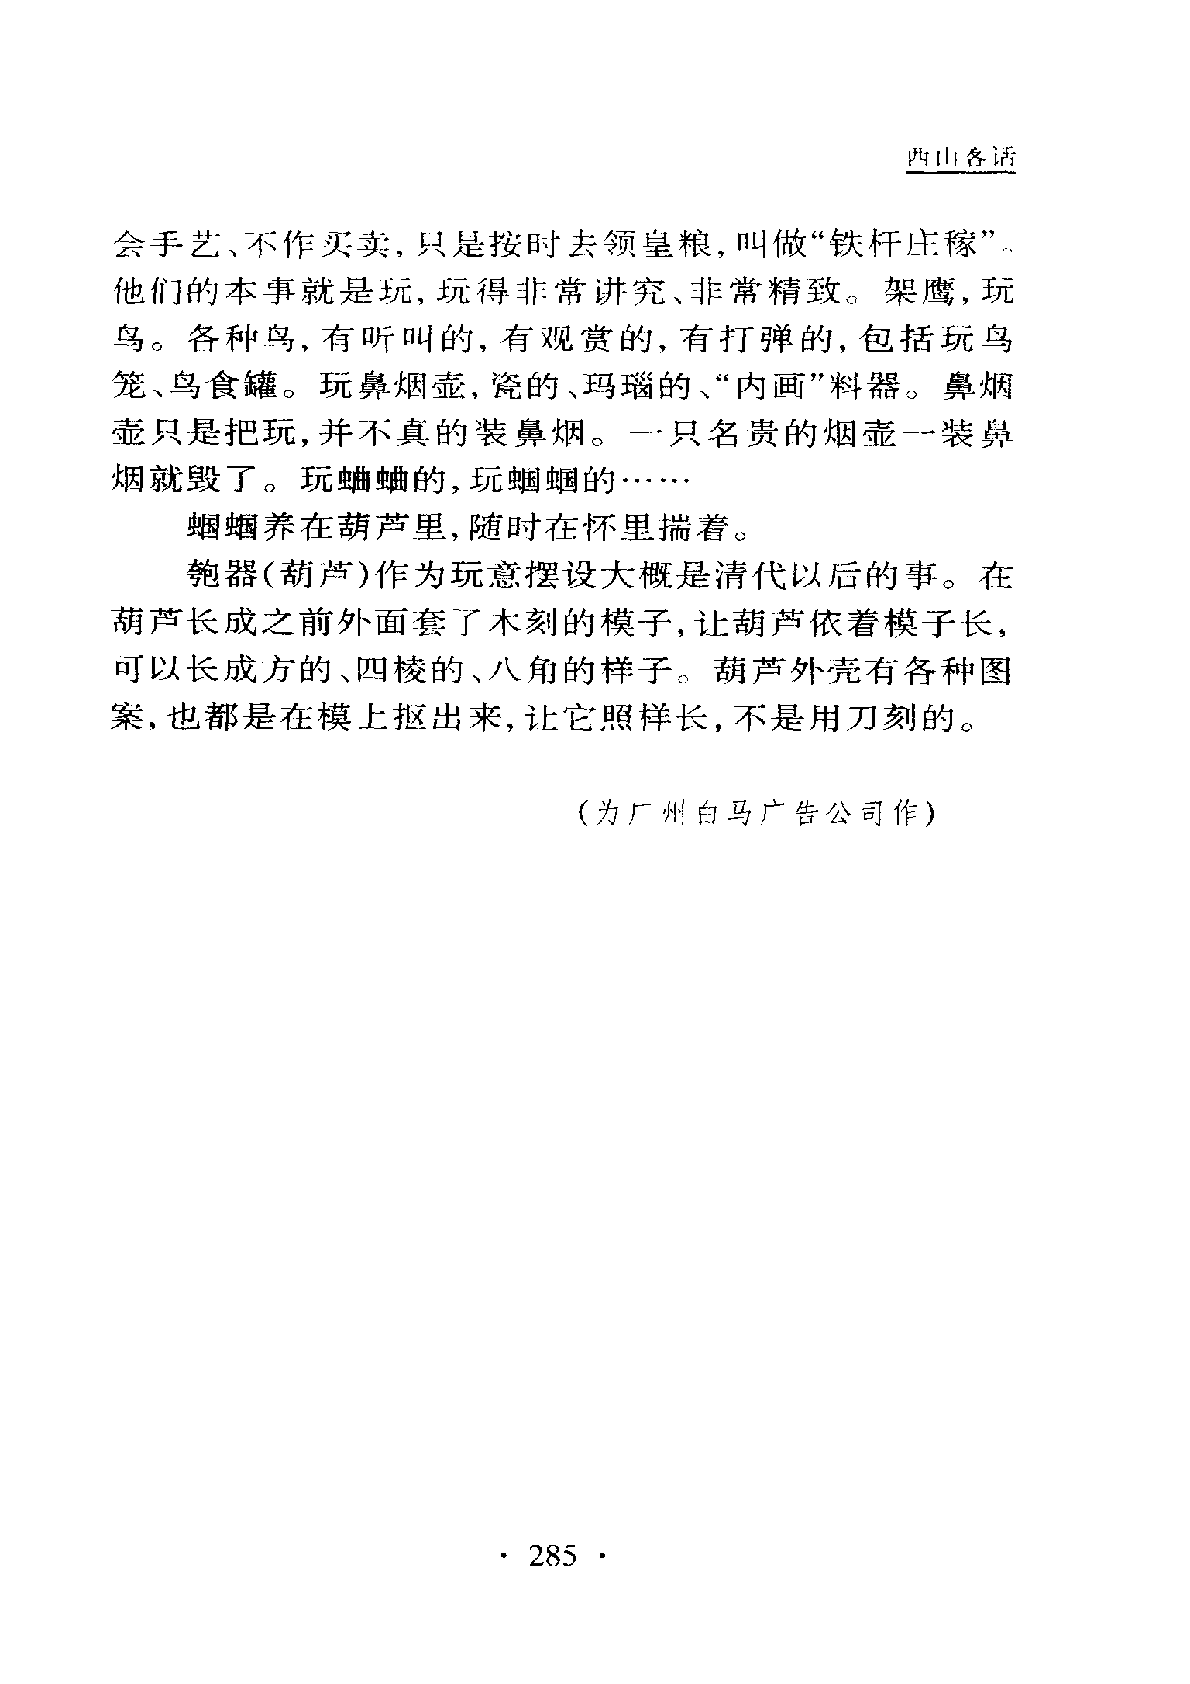 西山客话
会手艺、不作买卖,只是按时去领皇粮,叫做“铁杆庄稼”。
他们的本事就是玩,玩得非常讲究、非常精致。架鹰,玩
鸟。各种鸟,有听叫的,有观赏的,有打弹的,包括玩鸟
笼、鸟食罐。玩鼻烟壶,瓷的、玛瑙的、“内画”料器。鼻烟
壶只是把玩,并不真的装鼻烟。一只名贵的烟壶一装鼻
烟就毁了。玩蛐蛐的,玩蝈蝈的……
蝈蝈养在葫芦里,随时在怀里揣着。
匏器(葫芦)作为玩意摆设大概是清代以后的事。在
葫芦长成之前外面套了木刻的模子,让葫芦依着模子长,
可以长成方的、四棱的、八角的样子。葫芦外壳有各种图
案,也都是在模上抠出来,让它照样长,不是用刀刻的。
(为广州白马广告公司作)
· 285 ·